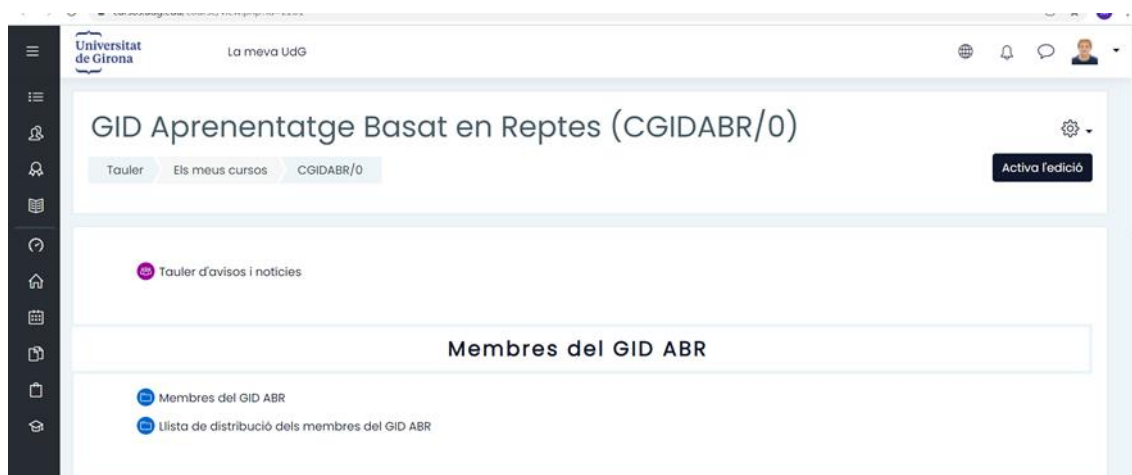 Universitat
de Girona
La meva UdG
GID Aprenentatge Basat en Reptes (CGIDABR/0)
Tauler
Els meus cursos
CGIDABR/0
Activa l'edició
Tauler d'avisos i noticies
Membres del GID ABR
Membres del GID ABR
Llista de distribució dels membres del GID ABR